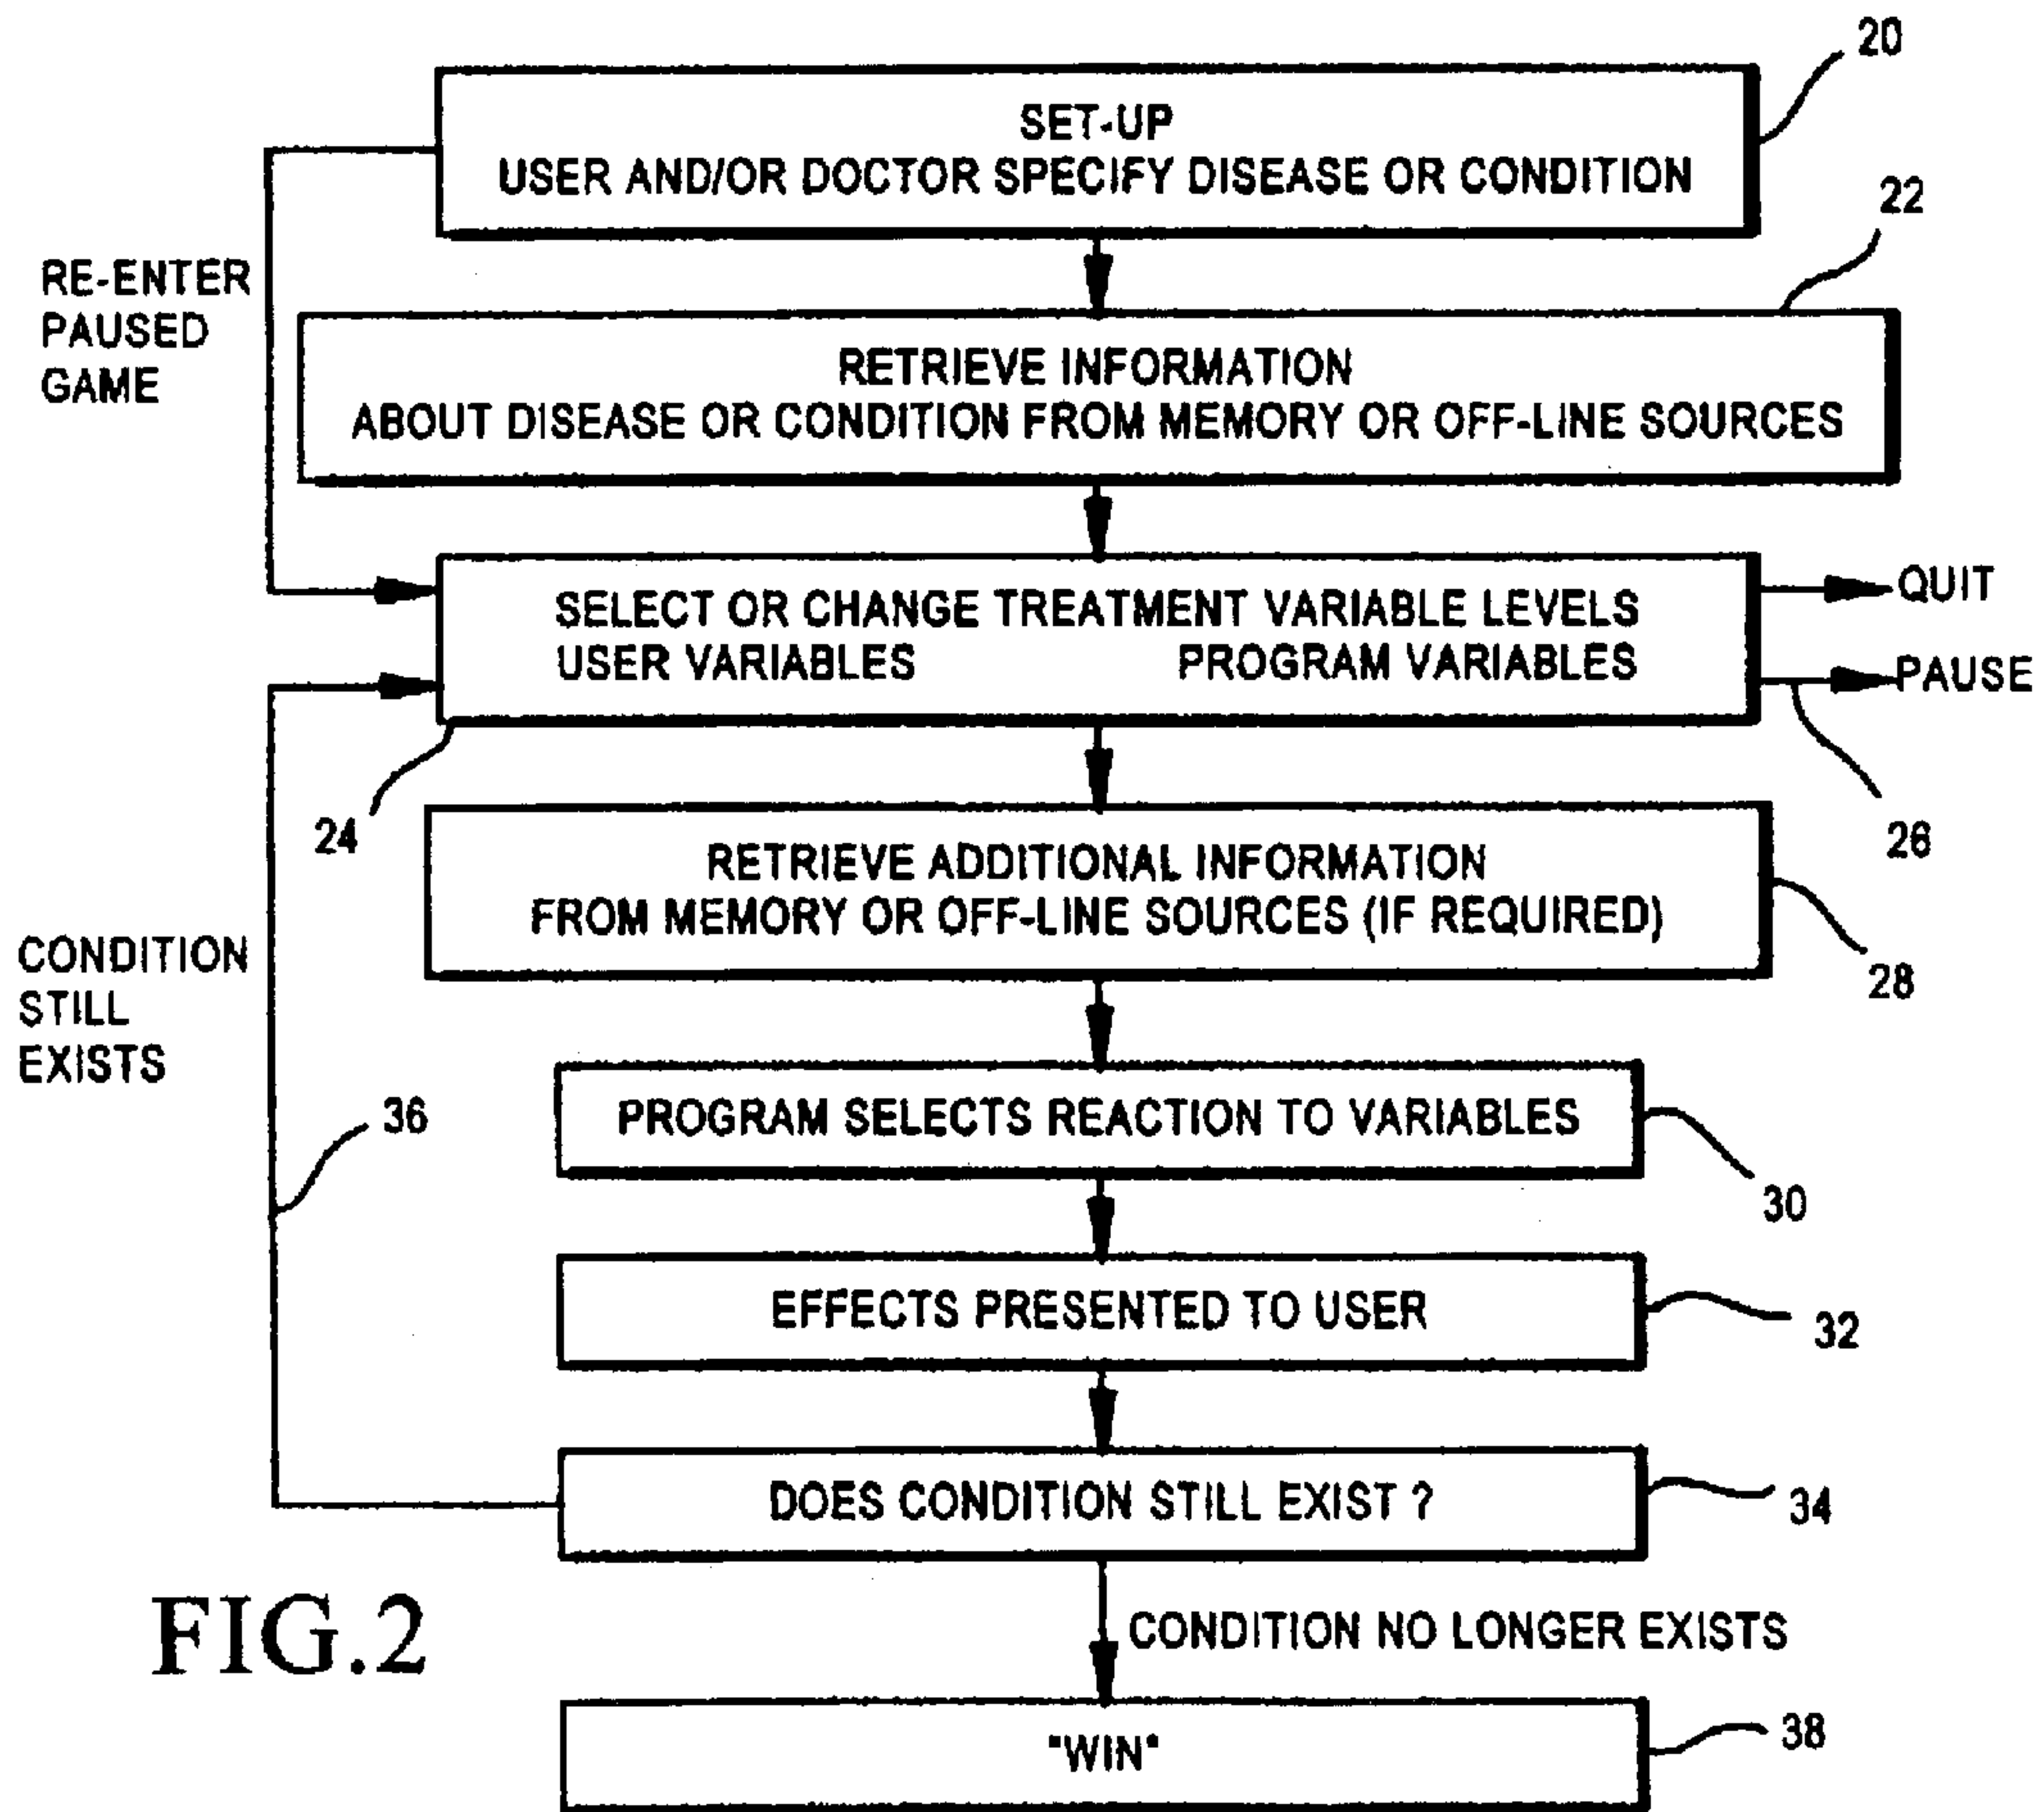 20
SET-UP
USER AND/OR DOCTOR SPECIFY DISEASE OR CONDITION
22
RE-ENTER
PAUSED
GAME
RETRIEVE INFORMATION
ABOUT DISEASE OR CONDITION FROM MEMORY OR OFF-LINE SOURCES
SELECT OR CHANGE TREATMENT VARIABLE LEVELS
USER VARIABLES PROGRAM VARIABLES
QUIT
PAUSE
24
26
RETRIEVE ADDITIONAL INFORMATION
FROM MEMORY OR OFF-LINE SOURCES (IF REQUIRED)
28
CONDITION
STILL
EXISTS
36
PROGRAM SELECTS REACTION TO VARIABLES
30
EFFECTS PRESENTED TO USER
32
DOES CONDITION STILL EXIST ?
34
CONDITION NO LONGER EXISTS
FIG.2
"WIN"
38